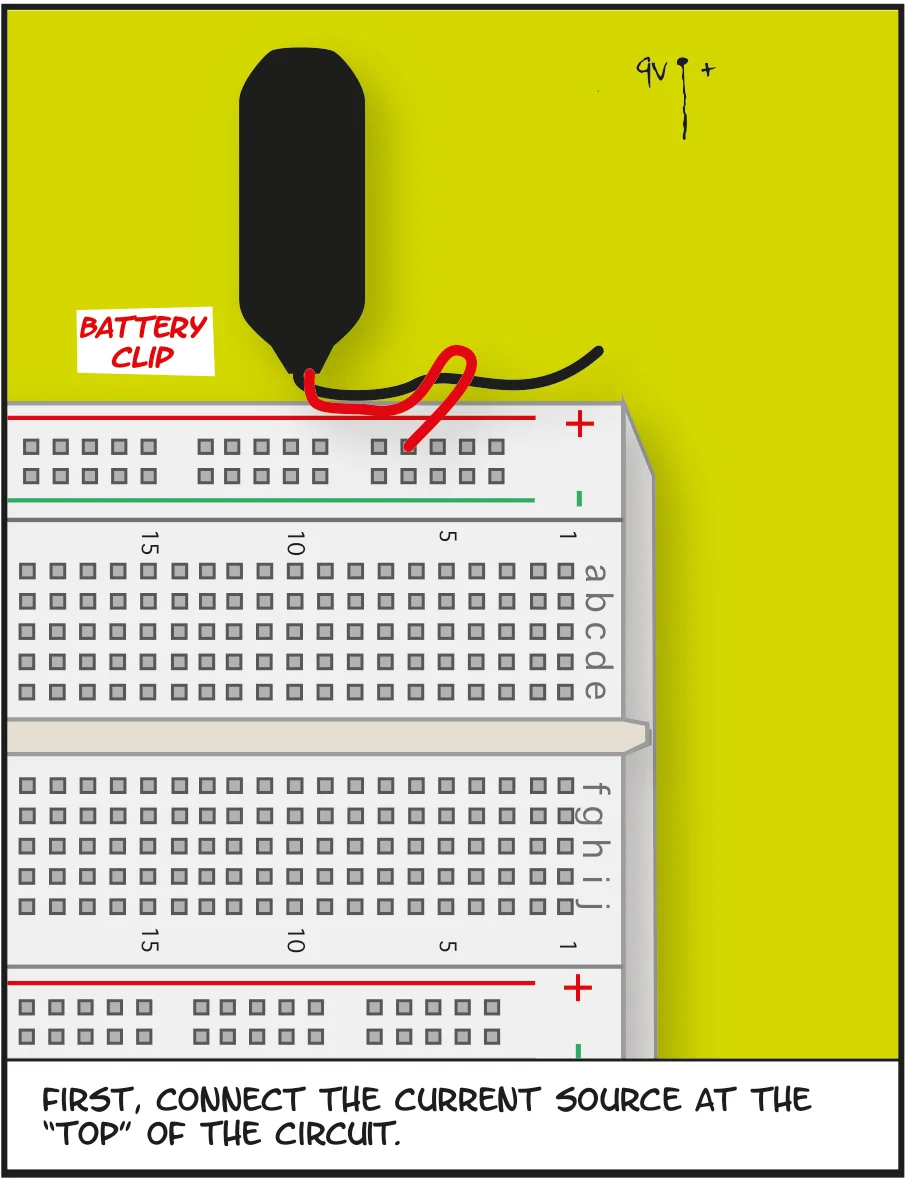 9V +
BATTERY
CLIP
+
-
15 10 5 1
a
b
c
d
e
f
g
h
i
j
15 10 5 1
+
-
FIRST, CONNECT THE CURRENT SOURCE AT THE
"TOP" OF THE CIRCUIT.